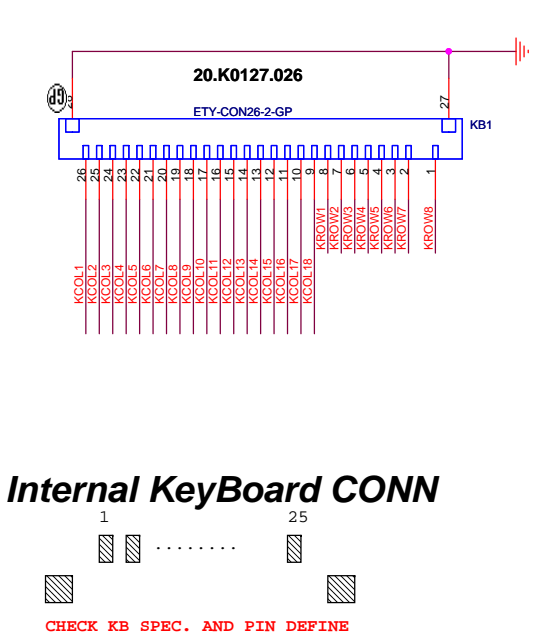 20.K0127.026
GP
28
27
ETY-CON26-2-GP
KB1
26
25
24
23
22
21
20
19
18
17
16
15
14
13
12
11
10
9
8
7
6
5
4
3
2
1
KCOL1
KCOL2
KCOL3
KCOL4
KCOL5
KCOL6
KCOL7
KCOL8
KCOL9
KCOL10
KCOL11
KCOL12
KCOL13
KCOL14
KCOL15
KCOL16
KCOL17
KCOL18
KROW1
KROW2
KROW3
KROW4
KROW5
KROW6
KROW7
KROW8
Internal KeyBoard CONN
1 25
........
CHECK KB SPEC. AND PIN DEFINE